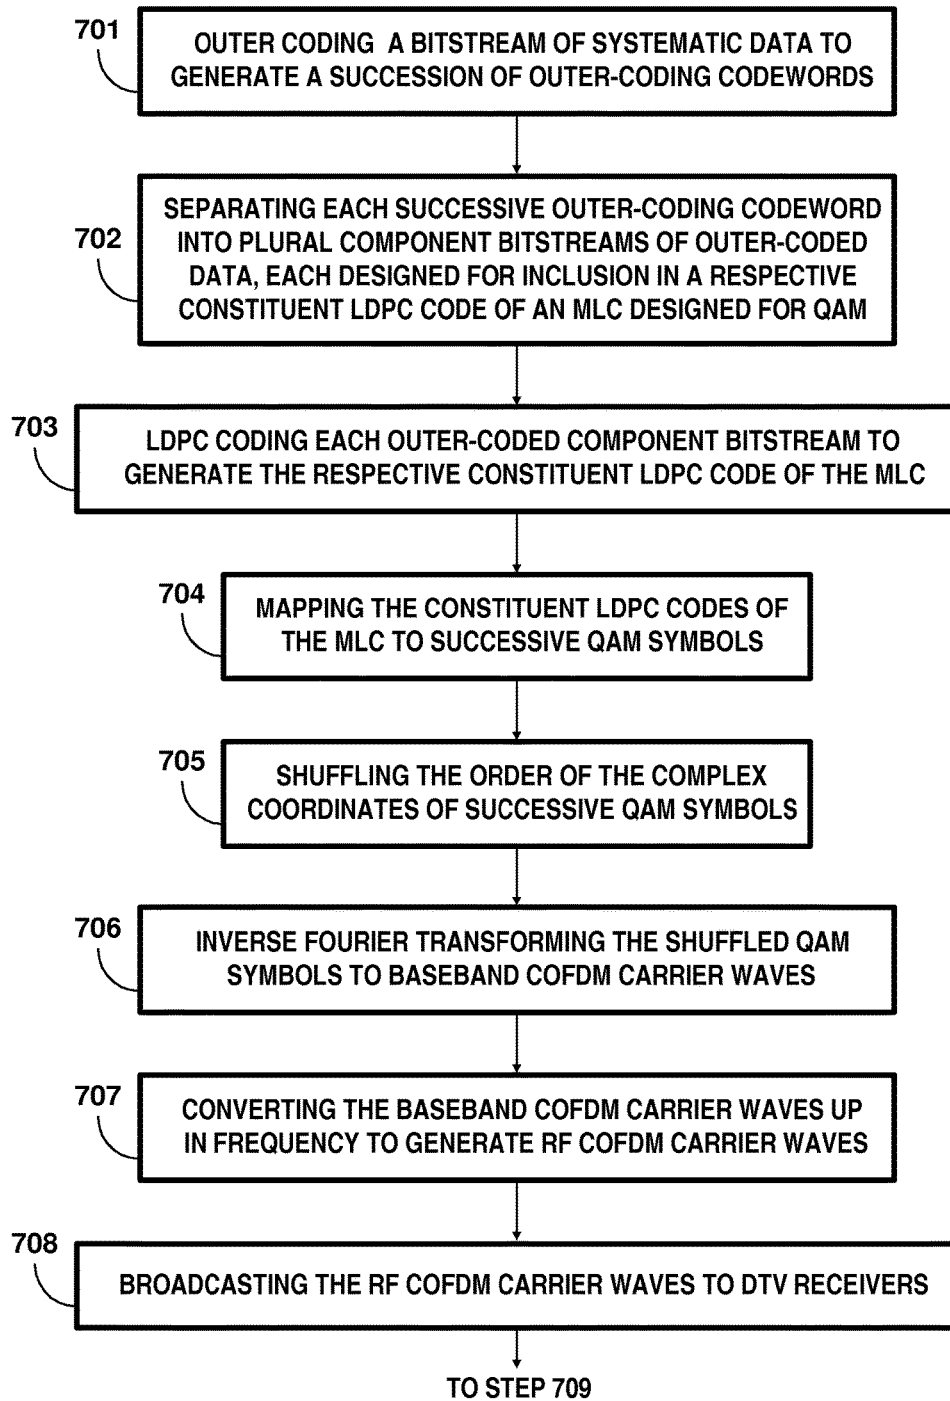 701
OUTER CODING A BITSTREAM OF SYSTEMATIC DATA TO
GENERATE A SUCCESSION OF OUTER-CODING CODEWORDS
702
SEPARATING EACH SUCCESSIVE OUTER-CODING CODEWORD
INTO PLURAL COMPONENT BITSTREAMS OF OUTER-CODED
DATA, EACH DESIGNED FOR INCLUSION IN A RESPECTIVE
CONSTITUENT LDPC CODE OF AN MLC DESIGNED FOR QAM
703
LDPC CODING EACH OUTER-CODED COMPONENT BITSTREAM TO
GENERATE THE RESPECTIVE CONSTITUENT LDPC CODE OF THE MLC
704
MAPPING THE CONSTITUENT LDPC CODES OF
THE MLC TO SUCCESSIVE QAM SYMBOLS
705
SHUFFLING THE ORDER OF THE COMPLEX
COORDINATES OF SUCCESSIVE QAM SYMBOLS
706
INVERSE FOURIER TRANSFORMING THE SHUFFLED QAM
SYMBOLS TO BASEBAND COFDM CARRIER WAVES
707
CONVERTING THE BASEBAND COFDM CARRIER WAVES UP
IN FREQUENCY TO GENERATE RF COFDM CARRIER WAVES
708
BROADCASTING THE RF COFDM CARRIER WAVES TO DTV RECEIVERS
TO STEP 709